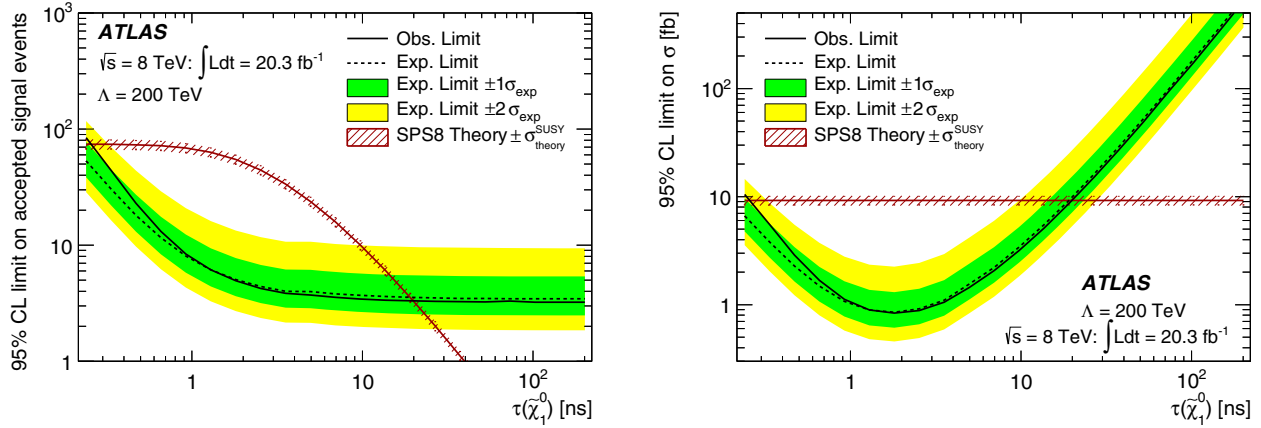 95% CL limit on accepted signal events
10³
10²
10
1
ATLAS
√s = 8 TeV: ∫Ldt = 20.3 fb⁻¹
Λ = 200 TeV
Obs. Limit
Exp. Limit
Exp. Limit ±1σexp
Exp. Limit ±2 σexp
SPS8 Theory ± σ^SUSY_theory
1
10
10²
τ(χ̃₁⁰) [ns]
95% CL limit on σ [fb]
10²
10
1
Obs. Limit
Exp. Limit
Exp. Limit ±1σexp
Exp. Limit ±2 σexp
SPS8 Theory ± σ^SUSY_theory
ATLAS
Λ = 200 TeV
√s = 8 TeV: ∫Ldt = 20.3 fb⁻¹
1
10
10²
τ(χ̃₁⁰) [ns]